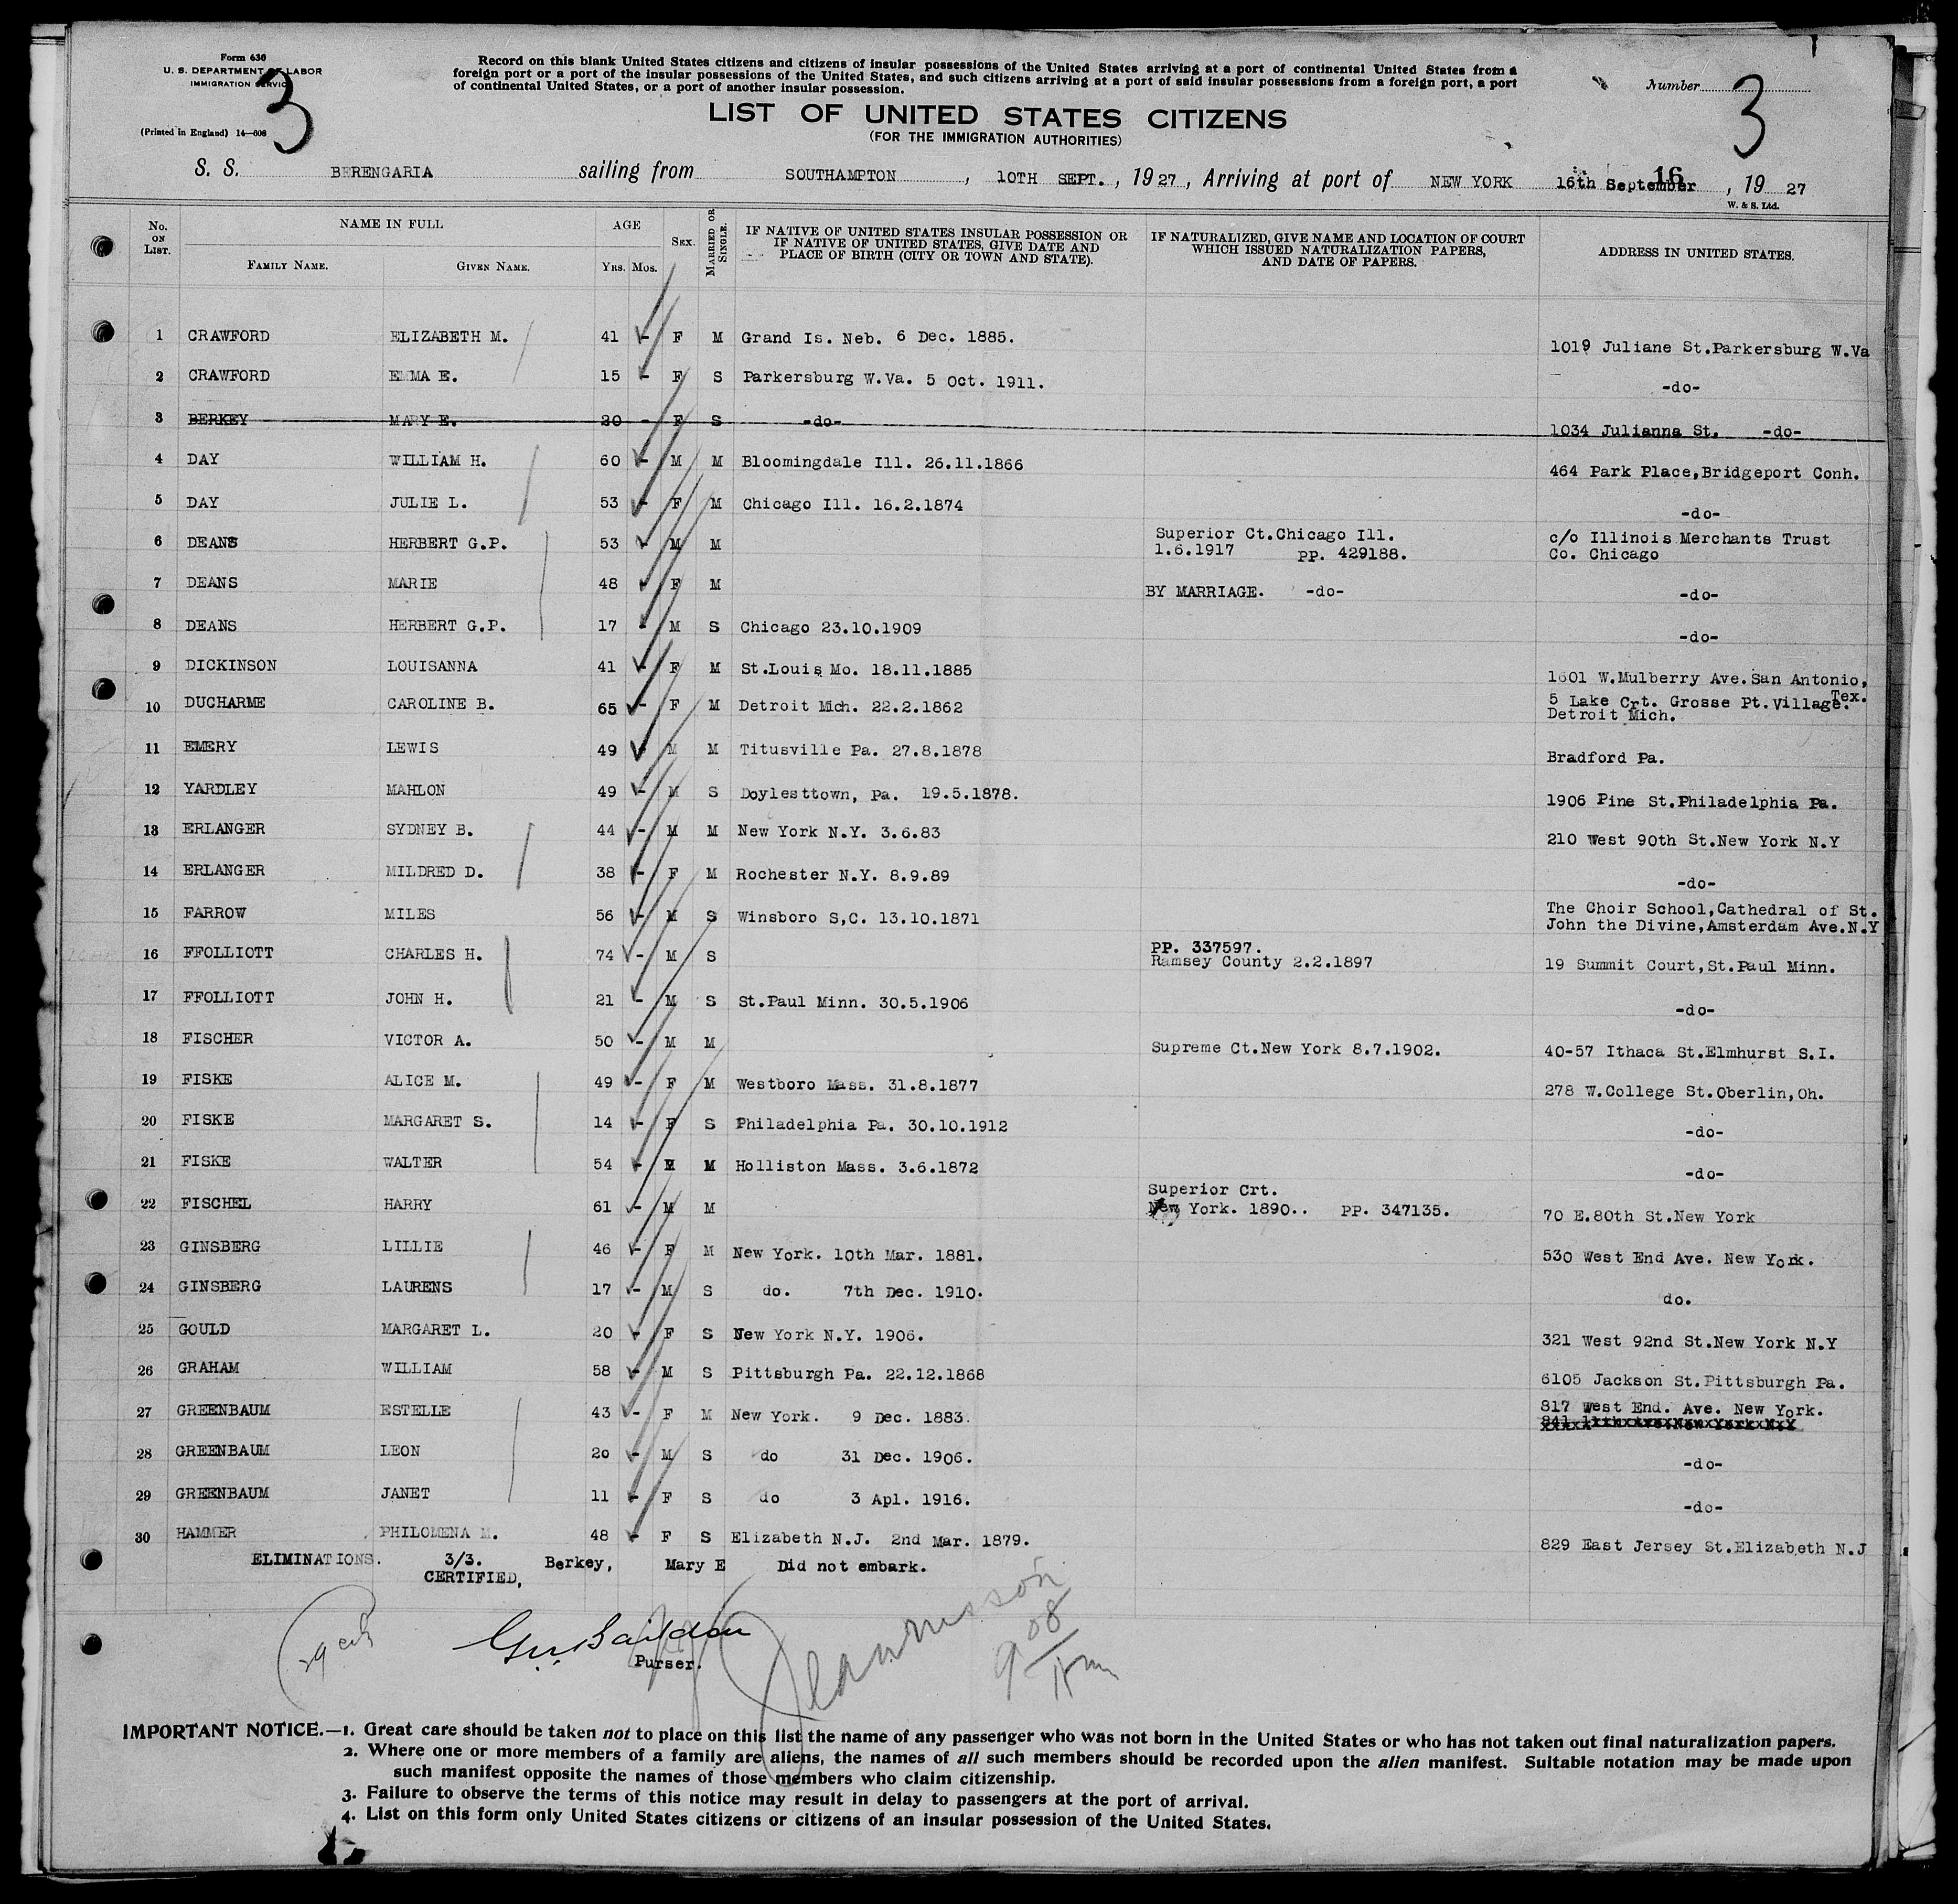 Form 630
U. S. DEPARTMENT OF LABOR
IMMIGRATION SERVICE
(Printed in England) 14—608
3
Record on this blank United States citizens and citizens of insular possessions of the United States arriving at a port of continental United States from a
foreign port or a port of the insular possessions of the United States, and such citizens arriving at a port of said insular possessions from a foreign port, a port
of continental United States, or a port of another insular possession.
Number 3
LIST OF UNITED STATES CITIZENS
(FOR THE IMMIGRATION AUTHORITIES)
S. S. BERENGARIA sailing from SOUTHAMPTON, 10TH SEPT., 1927, Arriving at port of NEW YORK 16th September 16, 1927
W. & S. Ltd.
No. ON LIST. NAME IN FULL AGE SEX. MARRIED OR SINGLE. IF NATIVE OF UNITED STATES INSULAR POSSESSION OR IF NATIVE OF UNITED STATES, GIVE DATE AND PLACE OF BIRTH (CITY OR TOWN AND STATE). IF NATURALIZED, GIVE NAME AND LOCATION OF COURT WHICH ISSUED NATURALIZATION PAPERS, AND DATE OF PAPERS. ADDRESS IN UNITED STATES.
FAMILY NAME. GIVEN NAME. YRS. MOS.
1 CRAWFORD ELIZABETH M. 41 - F M Grand Is. Neb. 6 Dec. 1885. 1019 Juliane St.Parkersburg W.Va
2 CRAWFORD EMMA E. 15 - F S Parkersburg W.Va. 5 Oct. 1911. -do-
3 BERKEY MARY E. 20 - F S -do- 1034 Julianna St. -do-
4 DAY WILLIAM H. 60 - M M Bloomingdale Ill. 26.11.1866 464 Park Place,Bridgeport Conh.
5 DAY JULIE L. 53 - F M Chicago Ill. 16.2.1874 -do-
6 DEANS HERBERT G.P. 53 - M M Superior Ct.Chicago Ill. 1.6.1917 PP. 429188. c/o Illinois Merchants Trust Co. Chicago
7 DEANS MARIE 48 - F M BY MARRIAGE. -do- -do-
8 DEANS HERBERT G.P. 17 - M S Chicago 23.10.1909 -do-
9 DICKINSON LOUISANNA 41 - F M St.Louis Mo. 18.11.1885 1601 W.Mulberry Ave.San Antonio, Tex.
10 DUCHARME CAROLINE B. 65 - F M Detroit Mich. 22.2.1862 5 Lake Crt. Grosse Pt.Village. Detroit Mich.
11 EMERY LEWIS 49 - M M Titusville Pa. 27.8.1878 Bradford Pa.
12 YARDLEY MAHLON 49 - M S Doylesttown, Pa. 19.5.1878. 1906 Pine St.Philadelphia Pa.
13 ERLANGER SYDNEY B. 44 - M M New York N.Y. 3.6.83 210 West 90th St.New York N.Y
14 ERLANGER MILDRED D. 38 - F M Rochester N.Y. 8.9.89 -do-
15 FARROW MILES 56 - M S Winsboro S,C. 13.10.1871 The Choir School,Cathedral of St. John the Divine,Amsterdam Ave.N.Y
16 FFOLLIOTT CHARLES H. 74 - M S PP. 337597. Ramsey County 2.2.1897 19 Summit Court,St.Paul Minn.
17 FFOLLIOTT JOHN H. 21 - M S St.Paul Minn. 30.5.1906 -do-
18 FISCHER VICTOR A. 50 - M M Supreme Ct.New York 8.7.1902. 40-57 Ithaca St.Elmhurst S.I.
19 FISKE ALICE M. 49 - F M Westboro Mass. 31.8.1877 278 W.College St.Oberlin,Oh.
20 FISKE MARGARET S. 14 - F S Philadelphia Pa. 30.10.1912 -do-
21 FISKE WALTER 54 - M M Holliston Mass. 3.6.1872 -do-
22 FISCHEL HARRY 61 - M M Superior Crt. New York. 1890.. PP. 347135. 70 E.80th St.New York
23 GINSBERG LILLIE 46 - F M New York. 10th Mar. 1881. 530 West End Ave. New York.
24 GINSBERG LAURENS 17 - M S do. 7th Dec. 1910. do.
25 GOULD MARGARET L. 20 - F S New York N.Y. 1906. 321 West 92nd St.New York N.Y
26 GRAHAM WILLIAM 58 - M S Pittsburgh Pa. 22.12.1868 6105 Jackson St.Pittsburgh Pa.
27 GREENBAUM ESTELLE 43 - F M New York. 9 Dec. 1883. 817 West End. Ave. New York.
28 GREENBAUM LEON 20 - M S do 31 Dec. 1906. -do-
29 GREENBAUM JANET 11 - F S do 3 Apl. 1916. -do-
30 HAMMER PHILOMENA M. 48 - F S Elizabeth N.J. 2nd Mar. 1879. 829 East Jersey St.Elizabeth N.J
ELIMINATIONS. 3/3. Berkey, Mary E Did not embark.
CERTIFIED,
Purser.
IMPORTANT NOTICE.—1. Great care should be taken not to place on this list the name of any passenger who was not born in the United States or who has not taken out final naturalization papers.
2. Where one or more members of a family are aliens, the names of all such members should be recorded upon the alien manifest. Suitable notation may be made upon
such manifest opposite the names of those members who claim citizenship.
3. Failure to observe the terms of this notice may result in delay to passengers at the port of arrival.
4. List on this form only United States citizens or citizens of an insular possession of the United States.